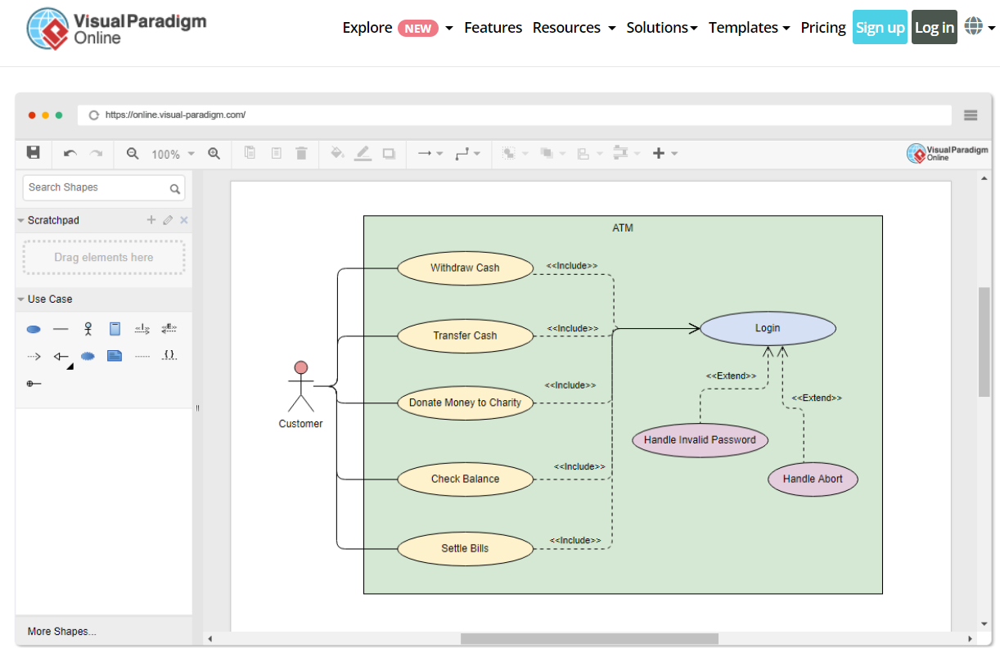 Visual Paradigm
Online
Explore NEW Features Resources Solutions Templates Pricing Sign up Log in
https://online.visual-paradigm.com/
100%
Visual Paradigm
Online
Search Shapes
Scratchpad
Drag elements here
Use Case
<<I>>
<<E>>
{}
More Shapes...
ATM
Withdraw Cash
<<Include>>
Transfer Cash
<<Include>>
Login
Customer
Donate Money to Charity
<<Include>>
<<Extend>>
<<Extend>>
Handle Invalid Password
Check Balance
<<Include>>
Handle Abort
Settle Bills
<<Include>>